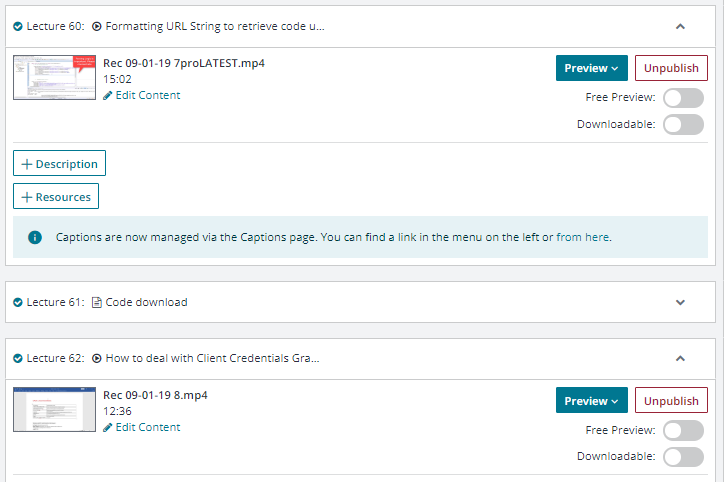 Lecture 60: Formatting URL String to retrieve code u...
Rec 09-01-19 7proLATEST.mp4
Preview
Unpublish
15:02
Edit Content
Free Preview:
Downloadable:
+ Description
+ Resources
Captions are now managed via the Captions page. You can find a link in the menu on the left or from here.
Lecture 61: Code download
Lecture 62: How to deal with Client Credentials Gra...
Rec 09-01-19 8.mp4
Preview
Unpublish
12:36
Edit Content
Free Preview:
Downloadable: